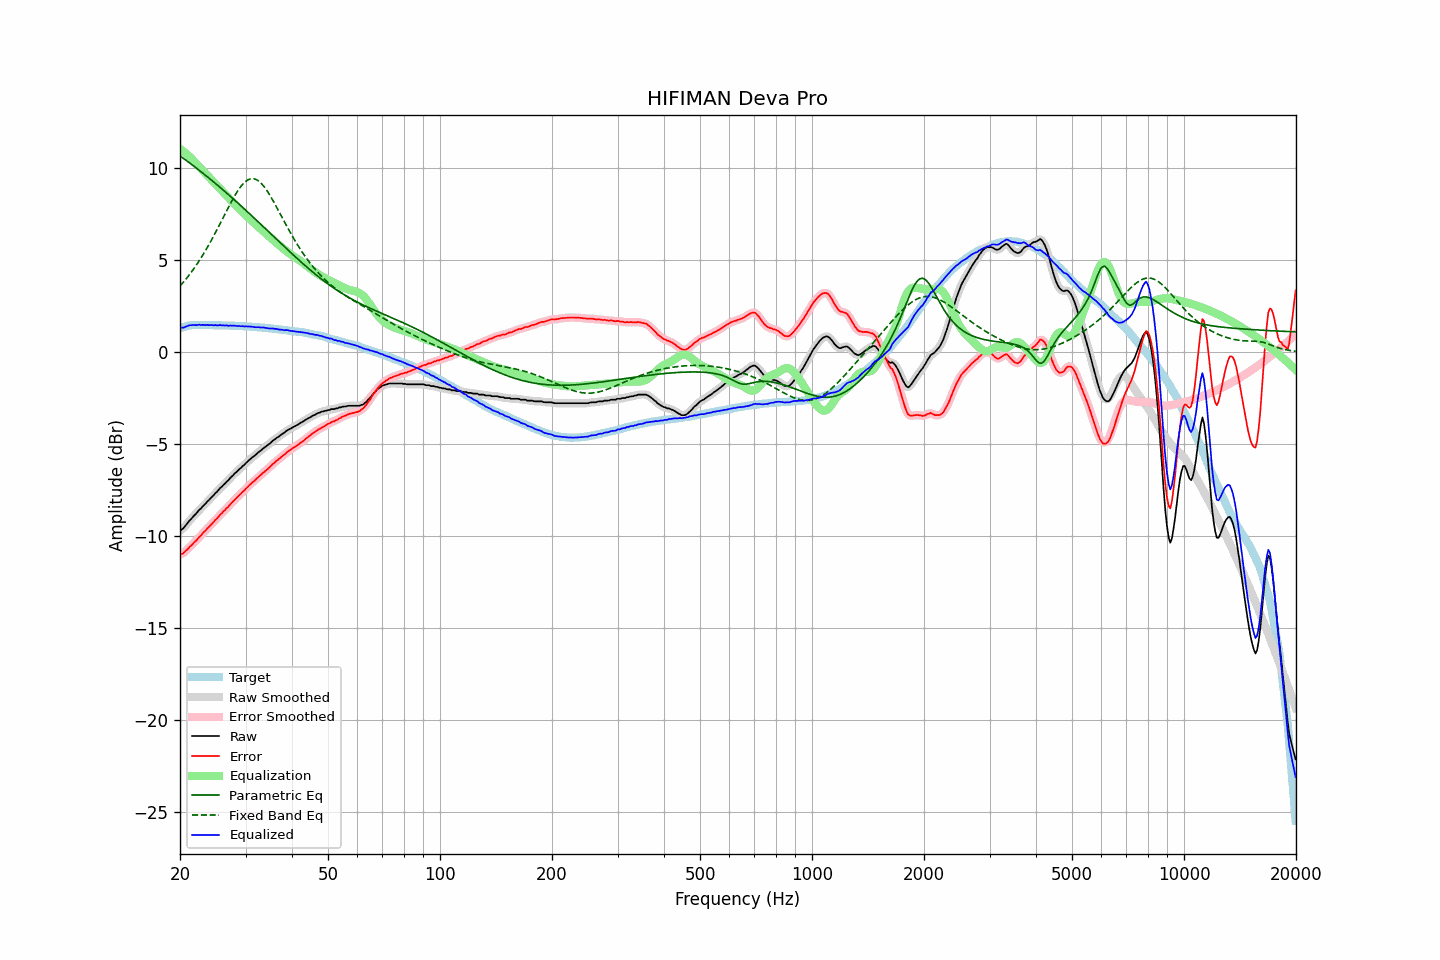 HIFIMAN Deva Pro
Amplitude (dBr)
10
5
0
−5
−10
−15
−20
−25
Target
Raw Smoothed
Error Smoothed
Raw
Error
Equalization
Parametric Eq
Fixed Band Eq
Equalized
20 50 100 200 500 1000 2000 5000 10000 20000
Frequency (Hz)